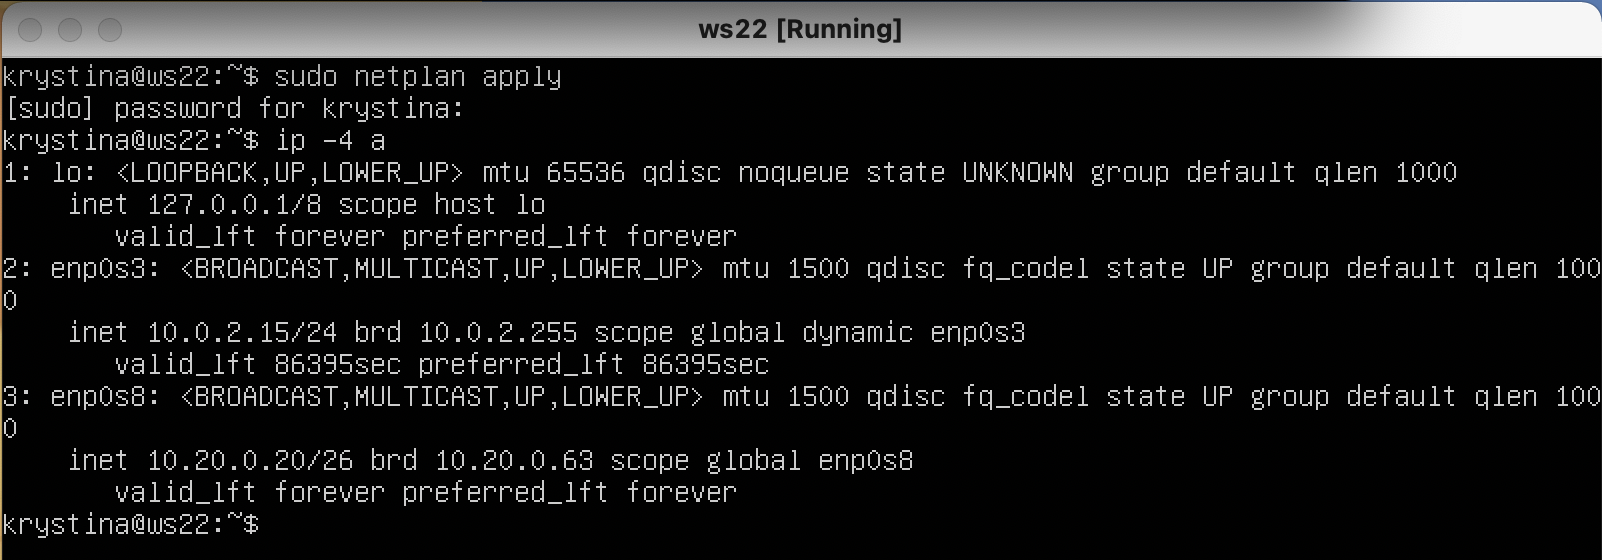 ws22 [Running]
krystina@ws22:~$ sudo netplan apply
[sudo] password for krystina:
krystina@ws22:~$ ip -4 a
1: lo: <LOOPBACK,UP,LOWER_UP> mtu 65536 qdisc noqueue state UNKNOWN group default qlen 1000
    inet 127.0.0.1/8 scope host lo
       valid_lft forever preferred_lft forever
2: enp0s3: <BROADCAST,MULTICAST,UP,LOWER_UP> mtu 1500 qdisc fq_codel state UP group default qlen 100
0
    inet 10.0.2.15/24 brd 10.0.2.255 scope global dynamic enp0s3
       valid_lft 86395sec preferred_lft 86395sec
3: enp0s8: <BROADCAST,MULTICAST,UP,LOWER_UP> mtu 1500 qdisc fq_codel state UP group default qlen 100
0
    inet 10.20.0.20/26 brd 10.20.0.63 scope global enp0s8
       valid_lft forever preferred_lft forever
krystina@ws22:~$